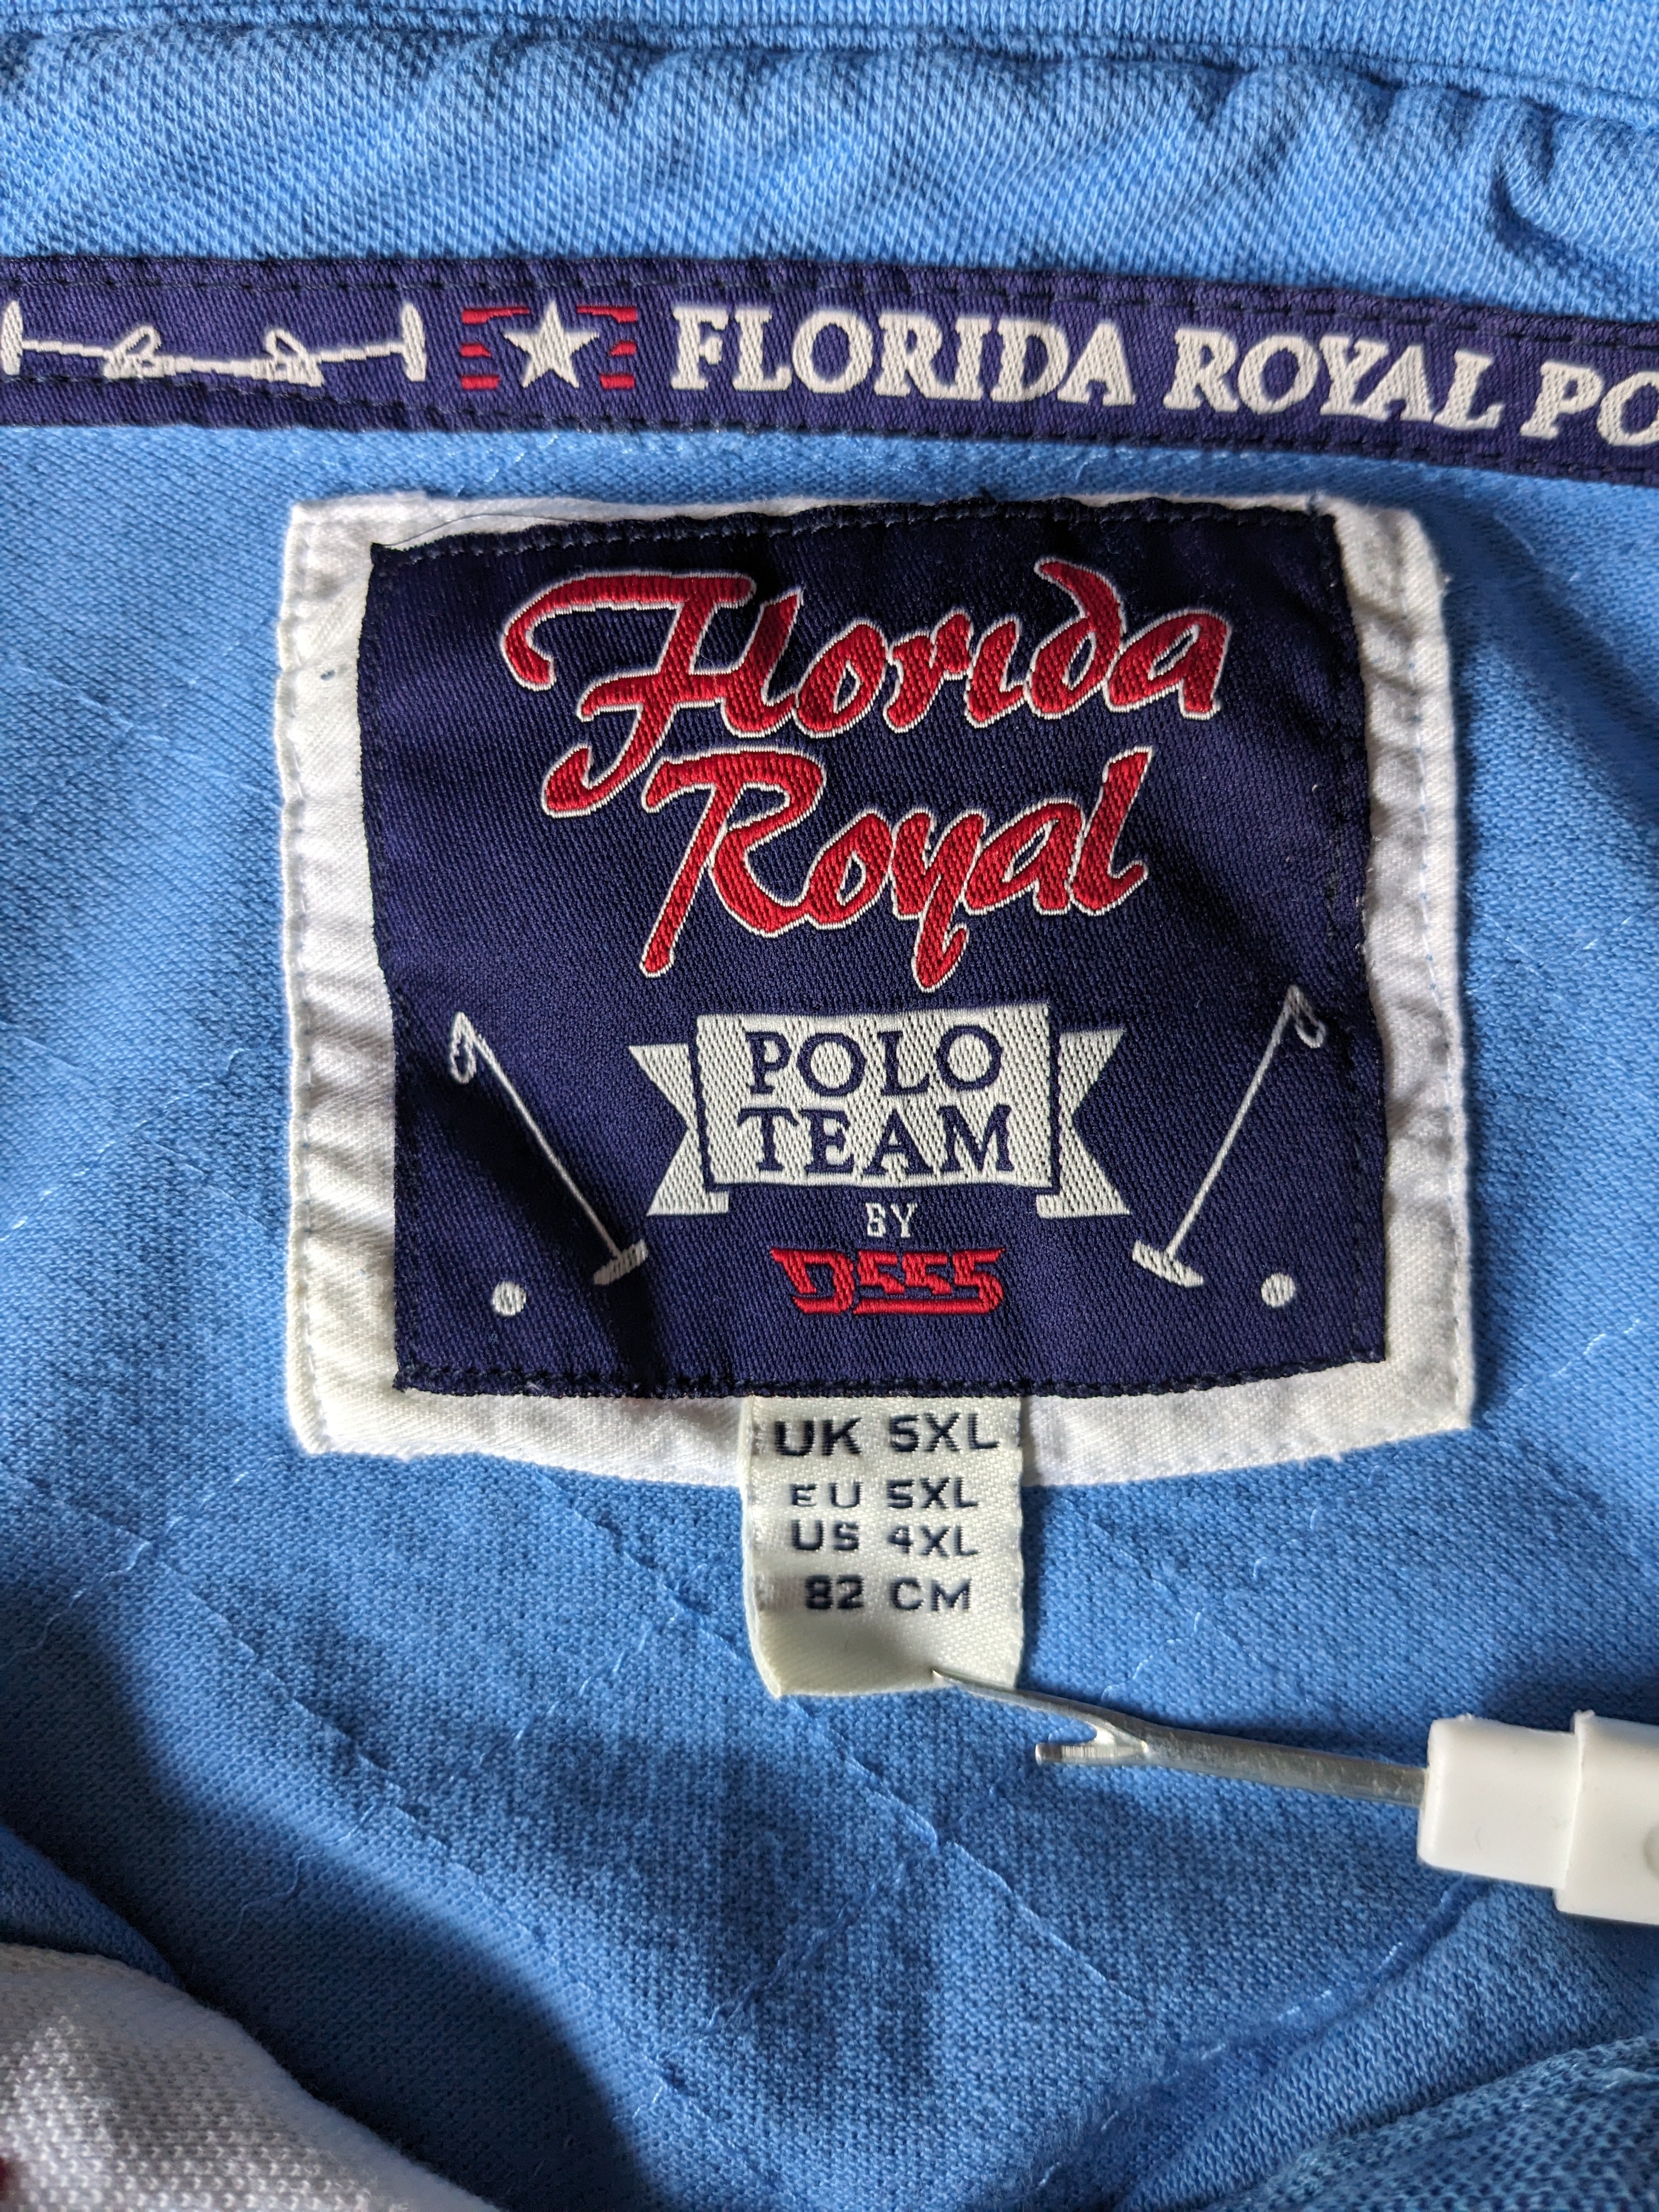 FLORIDA ROYAL PO
Florida
Royal
POLO
TEAM
BY
D555
UK 5XL
EU 5XL
US 4XL
82 CM